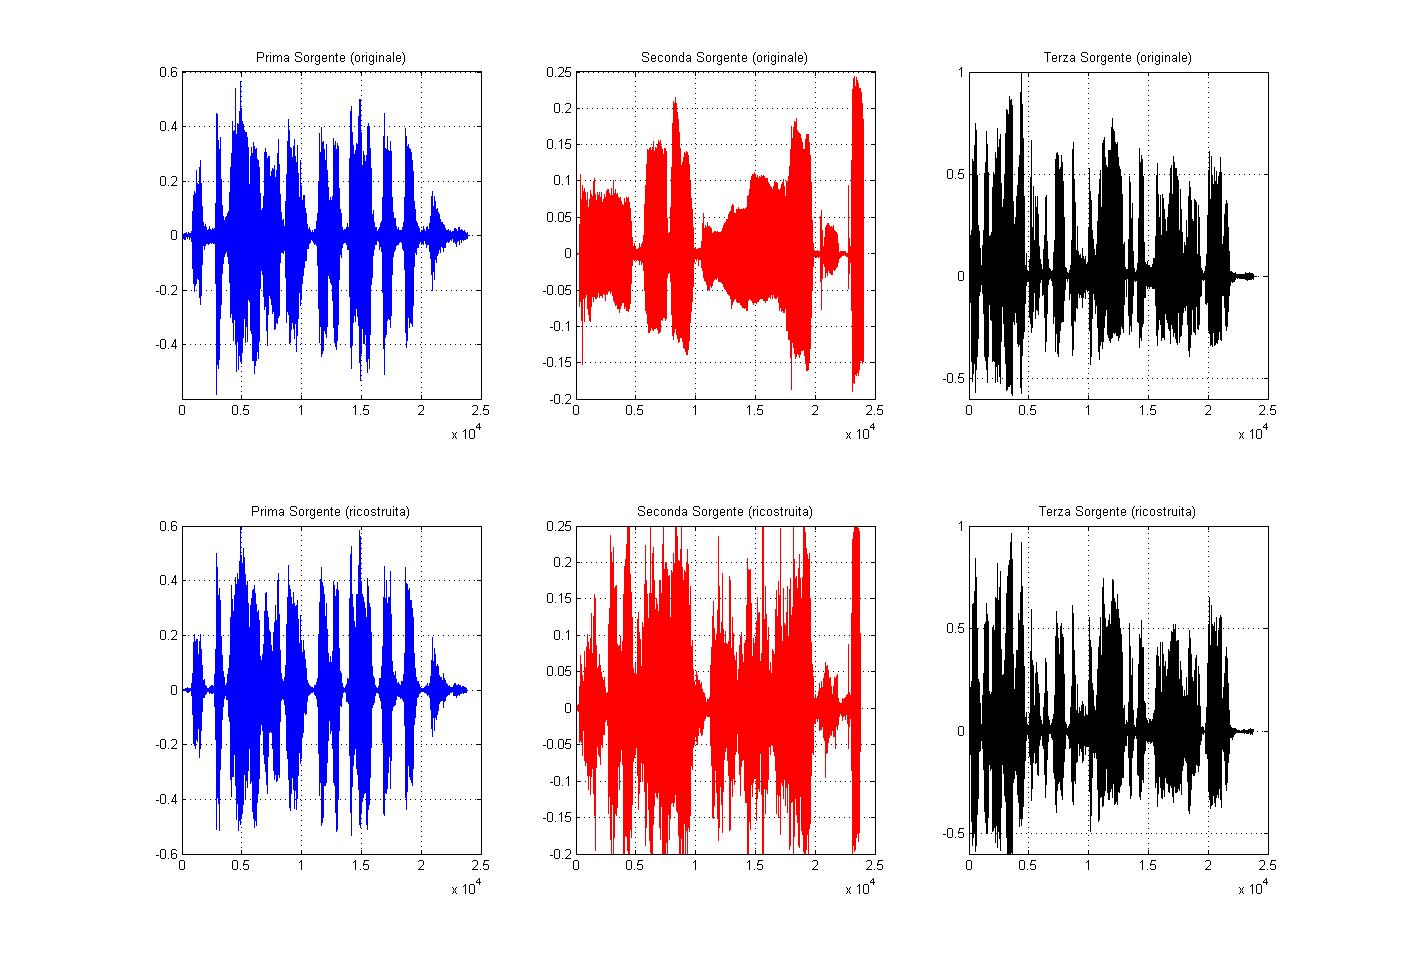 Prima Sorgente (originale)
Seconda Sorgente (originale)
Terza Sorgente (originale)
0.6
0.4
0.2
0
-0.2
-0.4
0 0.5 1 1.5 2 2.5
x 10^4
0.25
0.2
0.15
0.1
0.05
0
-0.05
-0.1
-0.15
-0.2
0 0.5 1 1.5 2 2.5
x 10^4
1
0.5
0
-0.5
0 0.5 1 1.5 2 2.5
x 10^4
Prima Sorgente (ricostruita)
Seconda Sorgente (ricostruita)
Terza Sorgente (ricostruita)
0.6
0.4
0.2
0
-0.2
-0.4
-0.6
0 0.5 1 1.5 2 2.5
x 10^4
0.25
0.2
0.15
0.1
0.05
0
-0.05
-0.1
-0.15
-0.2
0 0.5 1 1.5 2 2.5
x 10^4
1
0.5
0
-0.5
0 0.5 1 1.5 2 2.5
x 10^4